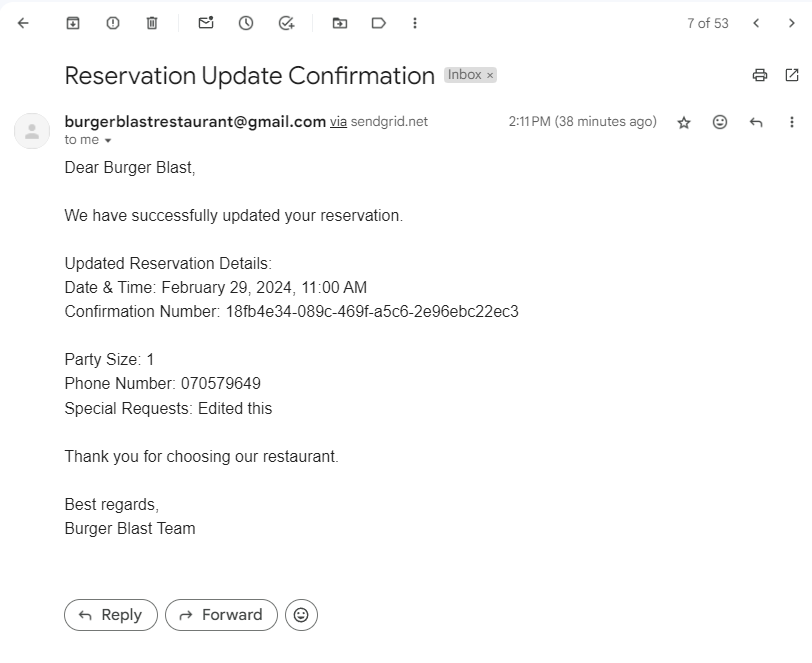 7 of 53
Reservation Update Confirmation Inbox ×
burgerblastrestaurant@gmail.com via sendgrid.net 2:11 PM (38 minutes ago)
to me
Dear Burger Blast,
We have successfully updated your reservation.
Updated Reservation Details:
Date & Time: February 29, 2024, 11:00 AM
Confirmation Number: 18fb4e34-089c-469f-a5c6-2e96ebc22ec3
Party Size: 1
Phone Number: 070579649
Special Requests: Edited this
Thank you for choosing our restaurant.
Best regards,
Burger Blast Team
Reply Forward